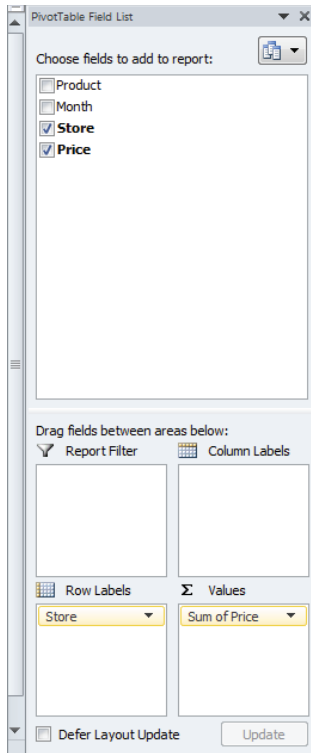 PivotTable Field List
Choose fields to add to report:
Product
Month
Store
Price
Drag fields between areas below:
Report Filter
Column Labels
Row Labels
Σ Values
Store
Sum of Price
Defer Layout Update
Update